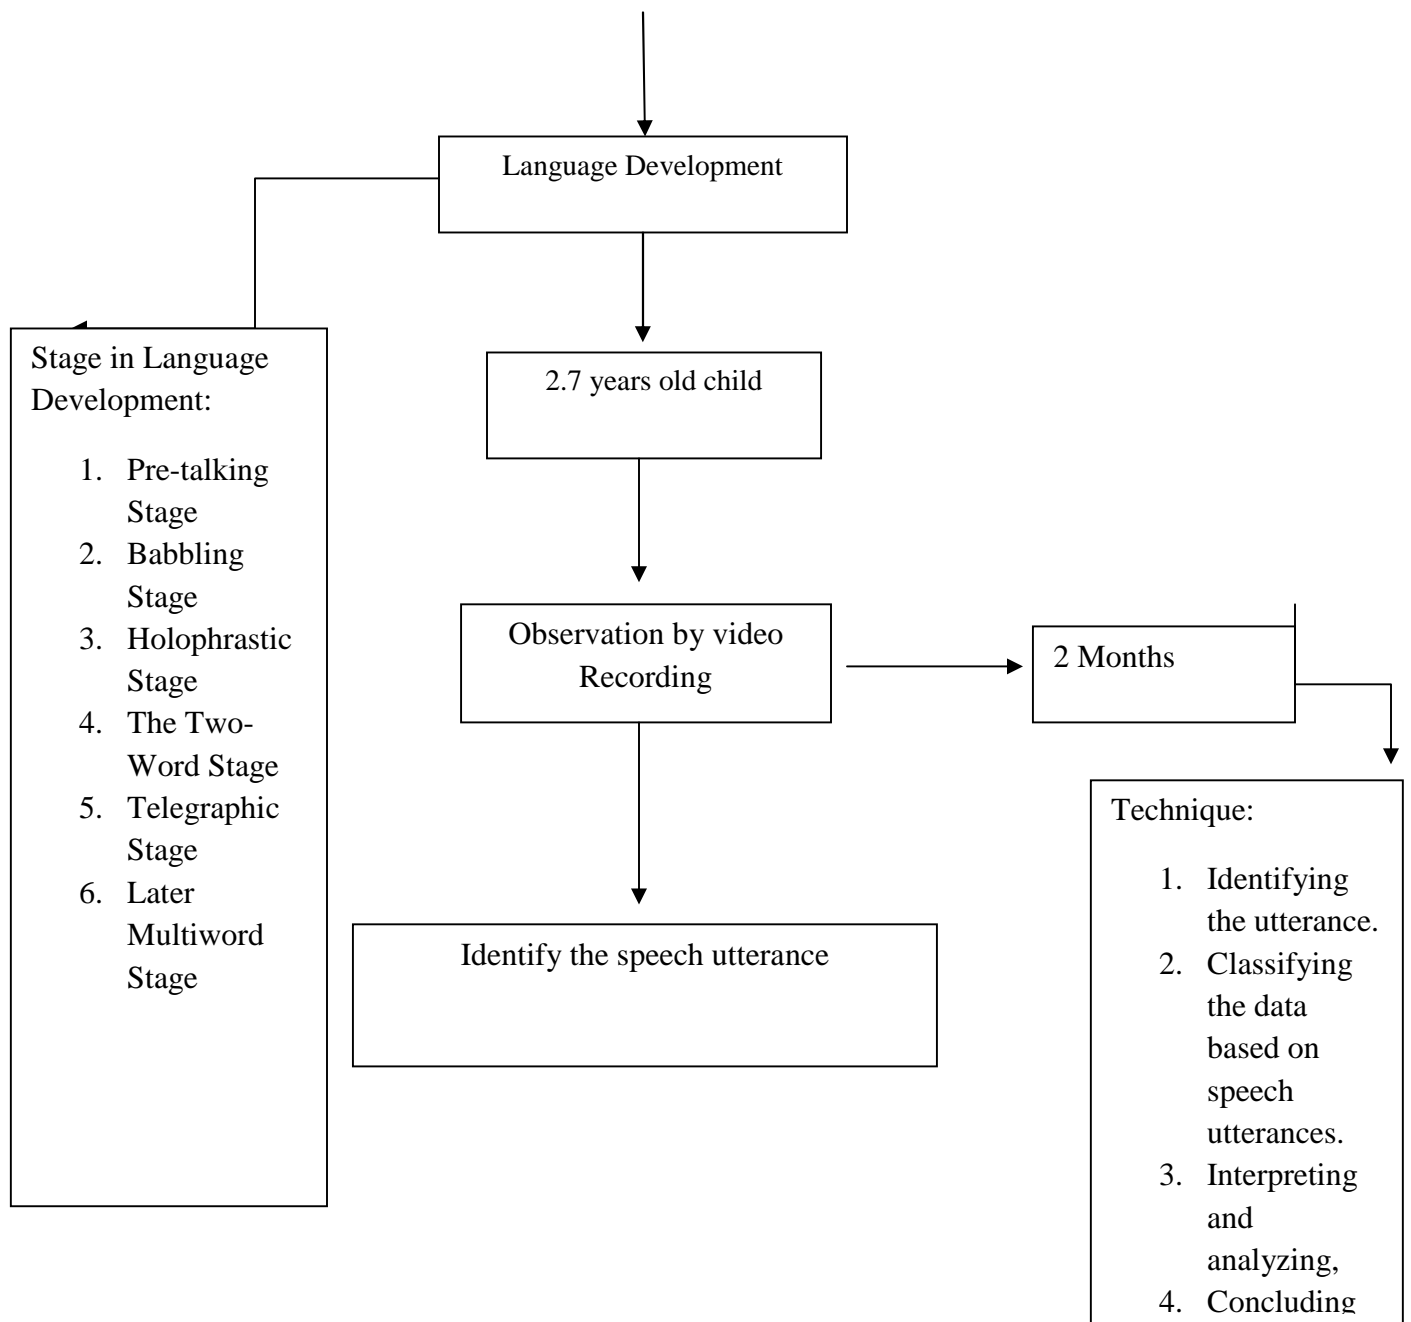 Language Development
Stage in Language
Development:
1. Pre-talking
Stage
2. Babbling
Stage
3. Holophrastic
Stage
4. The Two-
Word Stage
5. Telegraphic
Stage
6. Later
Multiword
Stage
2.7 years old child
Observation by video
Recording
2 Months
Identify the speech utterance
Technique:
1. Identifying
the utterance.
2. Classifying
the data
based on
speech
utterances.
3. Interpreting
and
analyzing,
4. Concluding